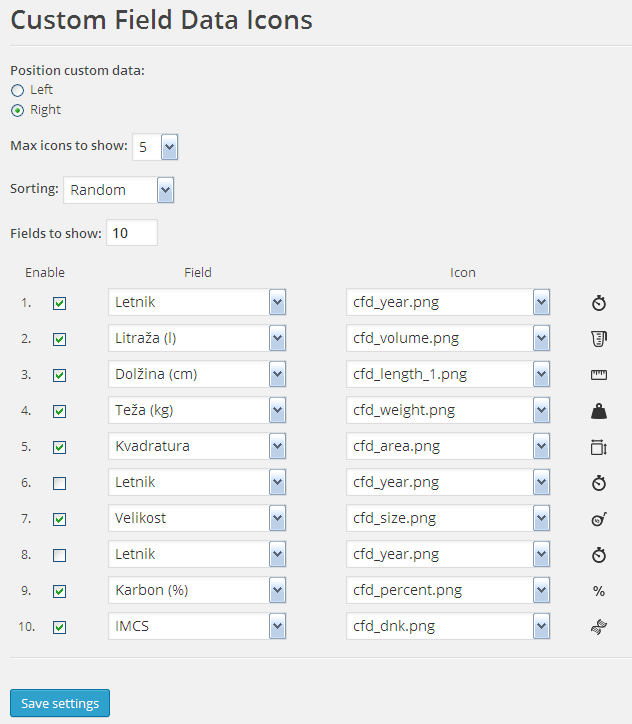 Custom Field Data Icons
Position custom data:
Left
Right
Max icons to show: 5
Sorting: Random
Fields to show: 10
Enable Field Icon
1. Letnik cfd_year.png
2. Litraža (l) cfd_volume.png
3. Dolžina (cm) cfd_length_1.png
4. Teža (kg) cfd_weight.png
5. Kvadratura cfd_area.png
6. Letnik cfd_year.png
7. Velikost cfd_size.png
8. Letnik cfd_year.png
9. Karbon (%) cfd_percent.png %
10. IMCS cfd_dnk.png
Save settings